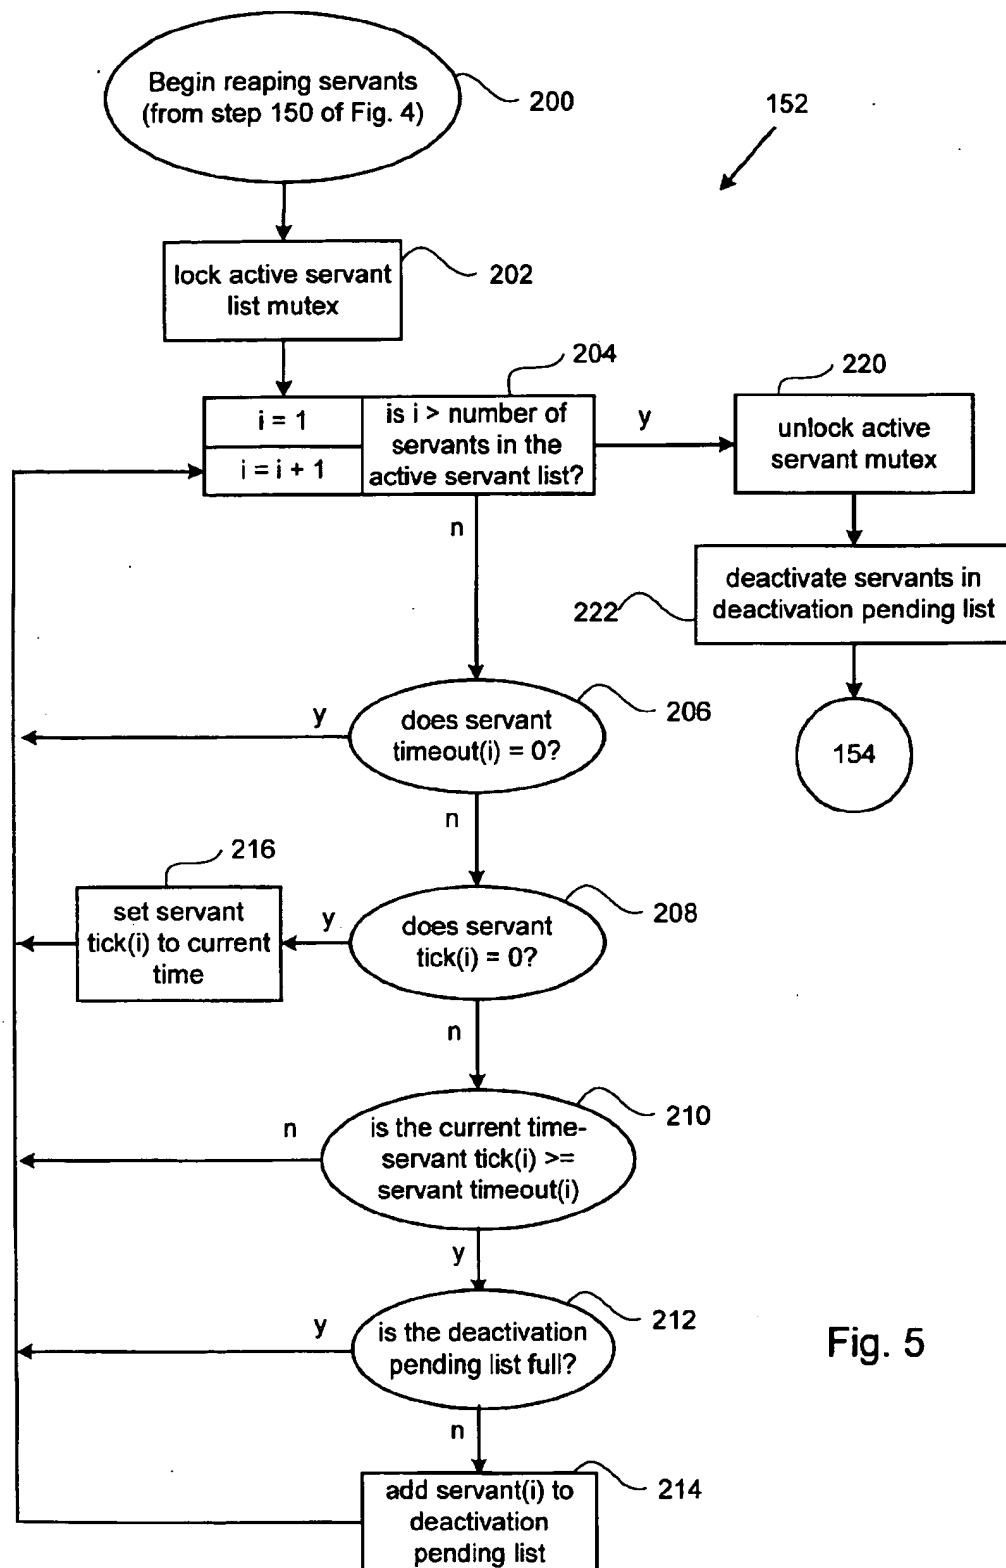 Begin reaping servants
(from step 150 of Fig. 4)
200
152
lock active servant
list mutex
202
204
i = 1
i = i + 1
is i > number of
servants in the
active servant list?
y
220
unlock active
servant mutex
n
deactivate servants in
deactivation pending list
222
154
does servant
timeout(i) = 0?
206
y
n
216
set servant
tick(i) to current
time
y
does servant
tick(i) = 0?
208
n
is the current time-
servant tick(i) >=
servant timeout(i)
210
n
y
is the deactivation
pending list full?
212
y
Fig. 5
n
add servant(i) to
deactivation
pending list
214